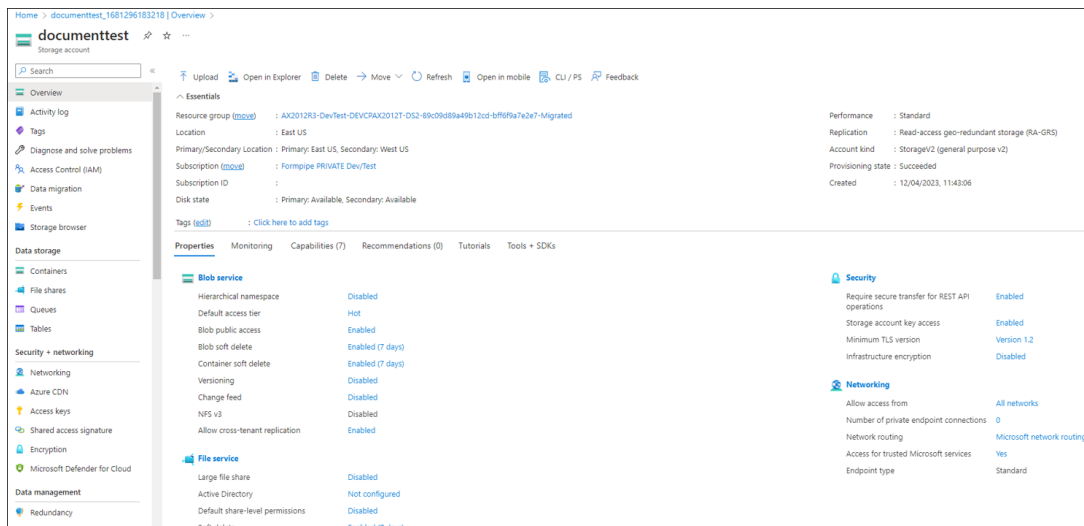 Home > documenttest_1681296183218 | Overview >
documenttest
Storage account
Search
Overview
Activity log
Tags
Diagnose and solve problems
Access Control (IAM)
Data migration
Events
Storage browser
Data storage
Containers
File shares
Queues
Tables
Security + networking
Networking
Azure CDN
Access keys
Shared access signature
Encryption
Microsoft Defender for Cloud
Data management
Redundancy
Upload Open in Explorer Delete Move Refresh Open in mobile CLI / PS Feedback
Essentials
Resource group (move) : AX2012R3-DevTest-DEVCPAX2012T-DS2-89c09d89a49b12cd-bff6f9a7e2e7-Migrated
Location : East US
Primary/Secondary Location : Primary: East US, Secondary: West US
Subscription (move) : Formpipe PRIVATE Dev/Test
Subscription ID :
Disk state : Primary: Available, Secondary: Available
Tags (edit) : Click here to add tags
Performance : Standard
Replication : Read-access geo-redundant storage (RA-GRS)
Account kind : StorageV2 (general purpose v2)
Provisioning state : Succeeded
Created : 12/04/2023, 11:43:06
Properties Monitoring Capabilities (7) Recommendations (0) Tutorials Tools + SDKs
Blob service
Hierarchical namespace Disabled
Default access tier Hot
Blob public access Enabled
Blob soft delete Enabled (7 days)
Container soft delete Enabled (7 days)
Versioning Disabled
Change feed Disabled
NFS v3 Disabled
Allow cross-tenant replication Enabled
File service
Large file share Disabled
Active Directory Not configured
Default share-level permissions Disabled
Security
Require secure transfer for REST API Enabled
operations
Storage account key access Enabled
Minimum TLS version Version 1.2
Infrastructure encryption Disabled
Networking
Allow access from All networks
Number of private endpoint connections 0
Network routing Microsoft network routing
Access for trusted Microsoft services Yes
Endpoint type Standard